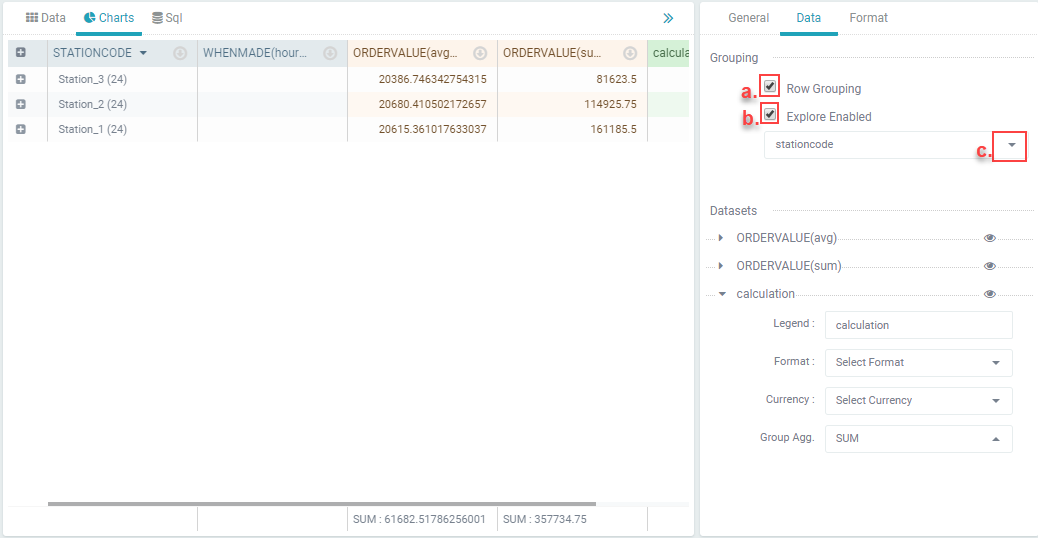 Data Charts Sql
STATIONCODE WHENMADE(hour... ORDERVALUE(avg... ORDERVALUE(su... calcula
Station_3 (24) 20386.746342754315 81623.5
Station_2 (24) 20680.410502172657 114925.75
Station_1 (24) 20615.361017633037 161185.5
SUM : 61682.51786256001 SUM : 357734.75
General Data Format
Grouping
a. Row Grouping
b. Explore Enabled
stationcode c.
Datasets
ORDERVALUE(avg)
ORDERVALUE(sum)
calculation
Legend : calculation
Format : Select Format
Currency : Select Currency
Group Agg. SUM